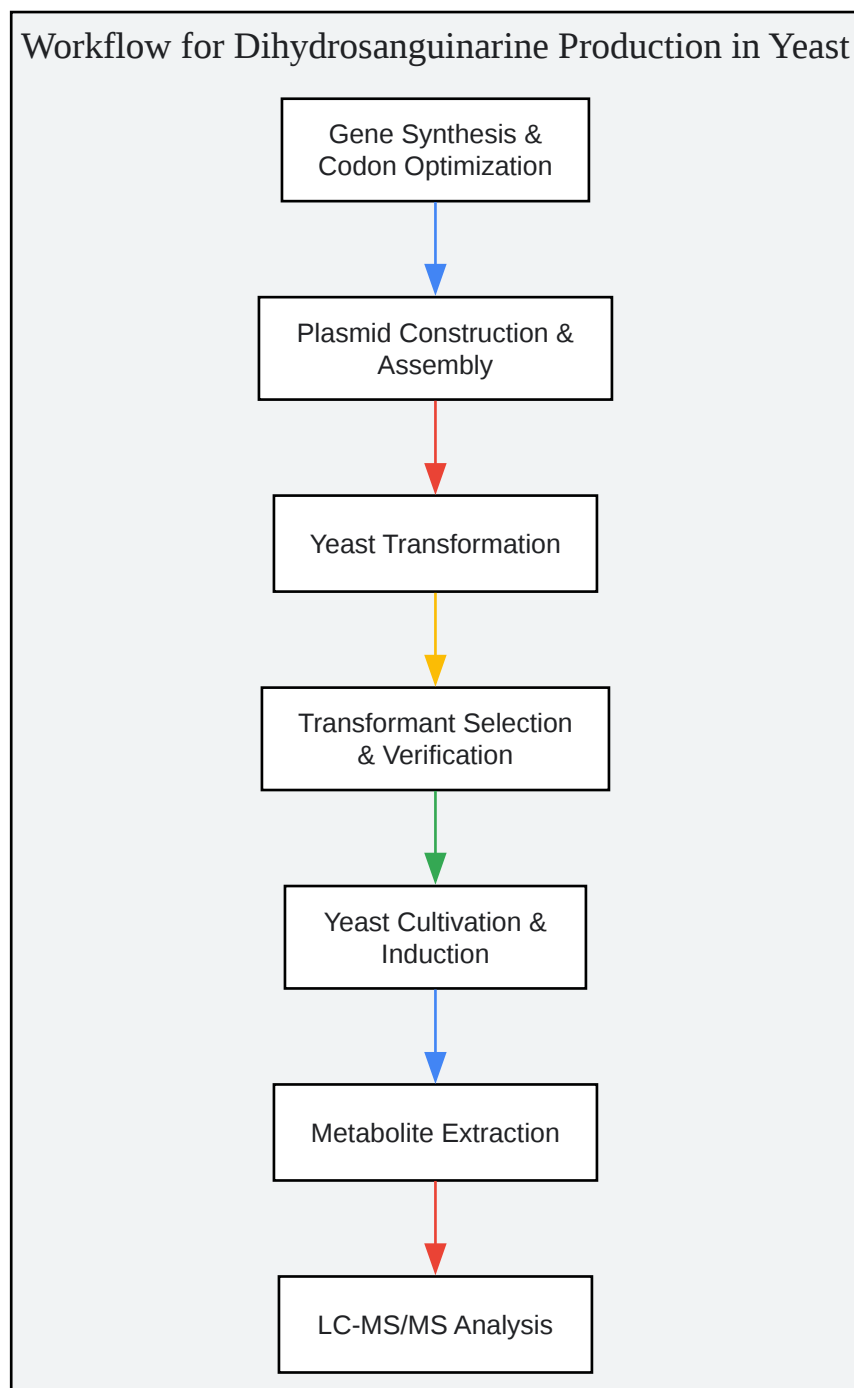 Workflow for Dihydrosanguinarine Production in Yeast
Gene Synthesis &
Codon Optimization
Plasmid Construction &
Assembly
Yeast Transformation
Transformant Selection
& Verification
Yeast Cultivation &
Induction
Metabolite Extraction
LC-MS/MS Analysis